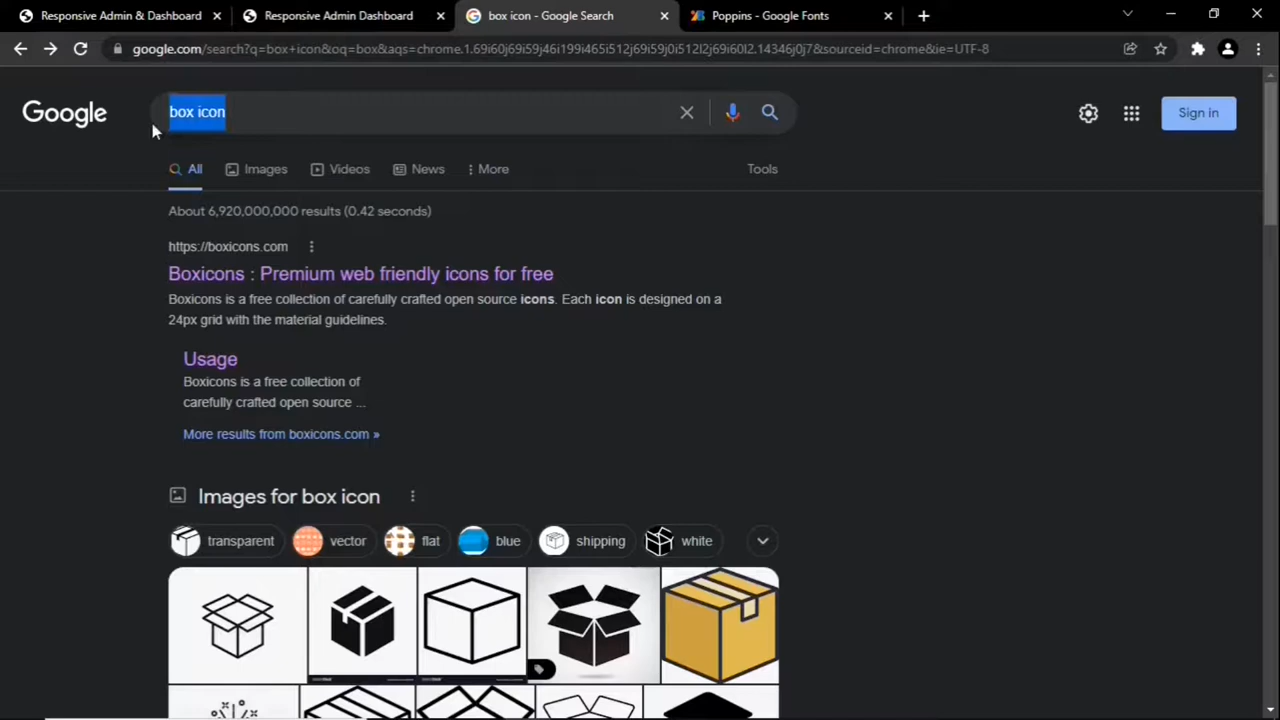 Responsive Admin & Dashboard
Responsive Admin Dashboard
box icon - Google Search
Poppins - Google Fonts
google.com/search?q=box+icon&oq=box&aqs=chrome.1.69i60j69i59j46i199i465i512j69i59j0i512l2j69i60l2.14346j0j7&sourceid=chrome&ie=UTF-8
Google
box icon
Sign in
All
Images
Videos
News
More
Tools
About 6,920,000,000 results (0.42 seconds)
https://boxicons.com
Boxicons : Premium web friendly icons for free
Boxicons is a free collection of carefully crafted open source icons. Each icon is designed on a
24px grid with the material guidelines.
Usage
Boxicons is a free collection of
carefully crafted open source ...
More results from boxicons.com »
Images for box icon
transparent
vector
flat
blue
shipping
white